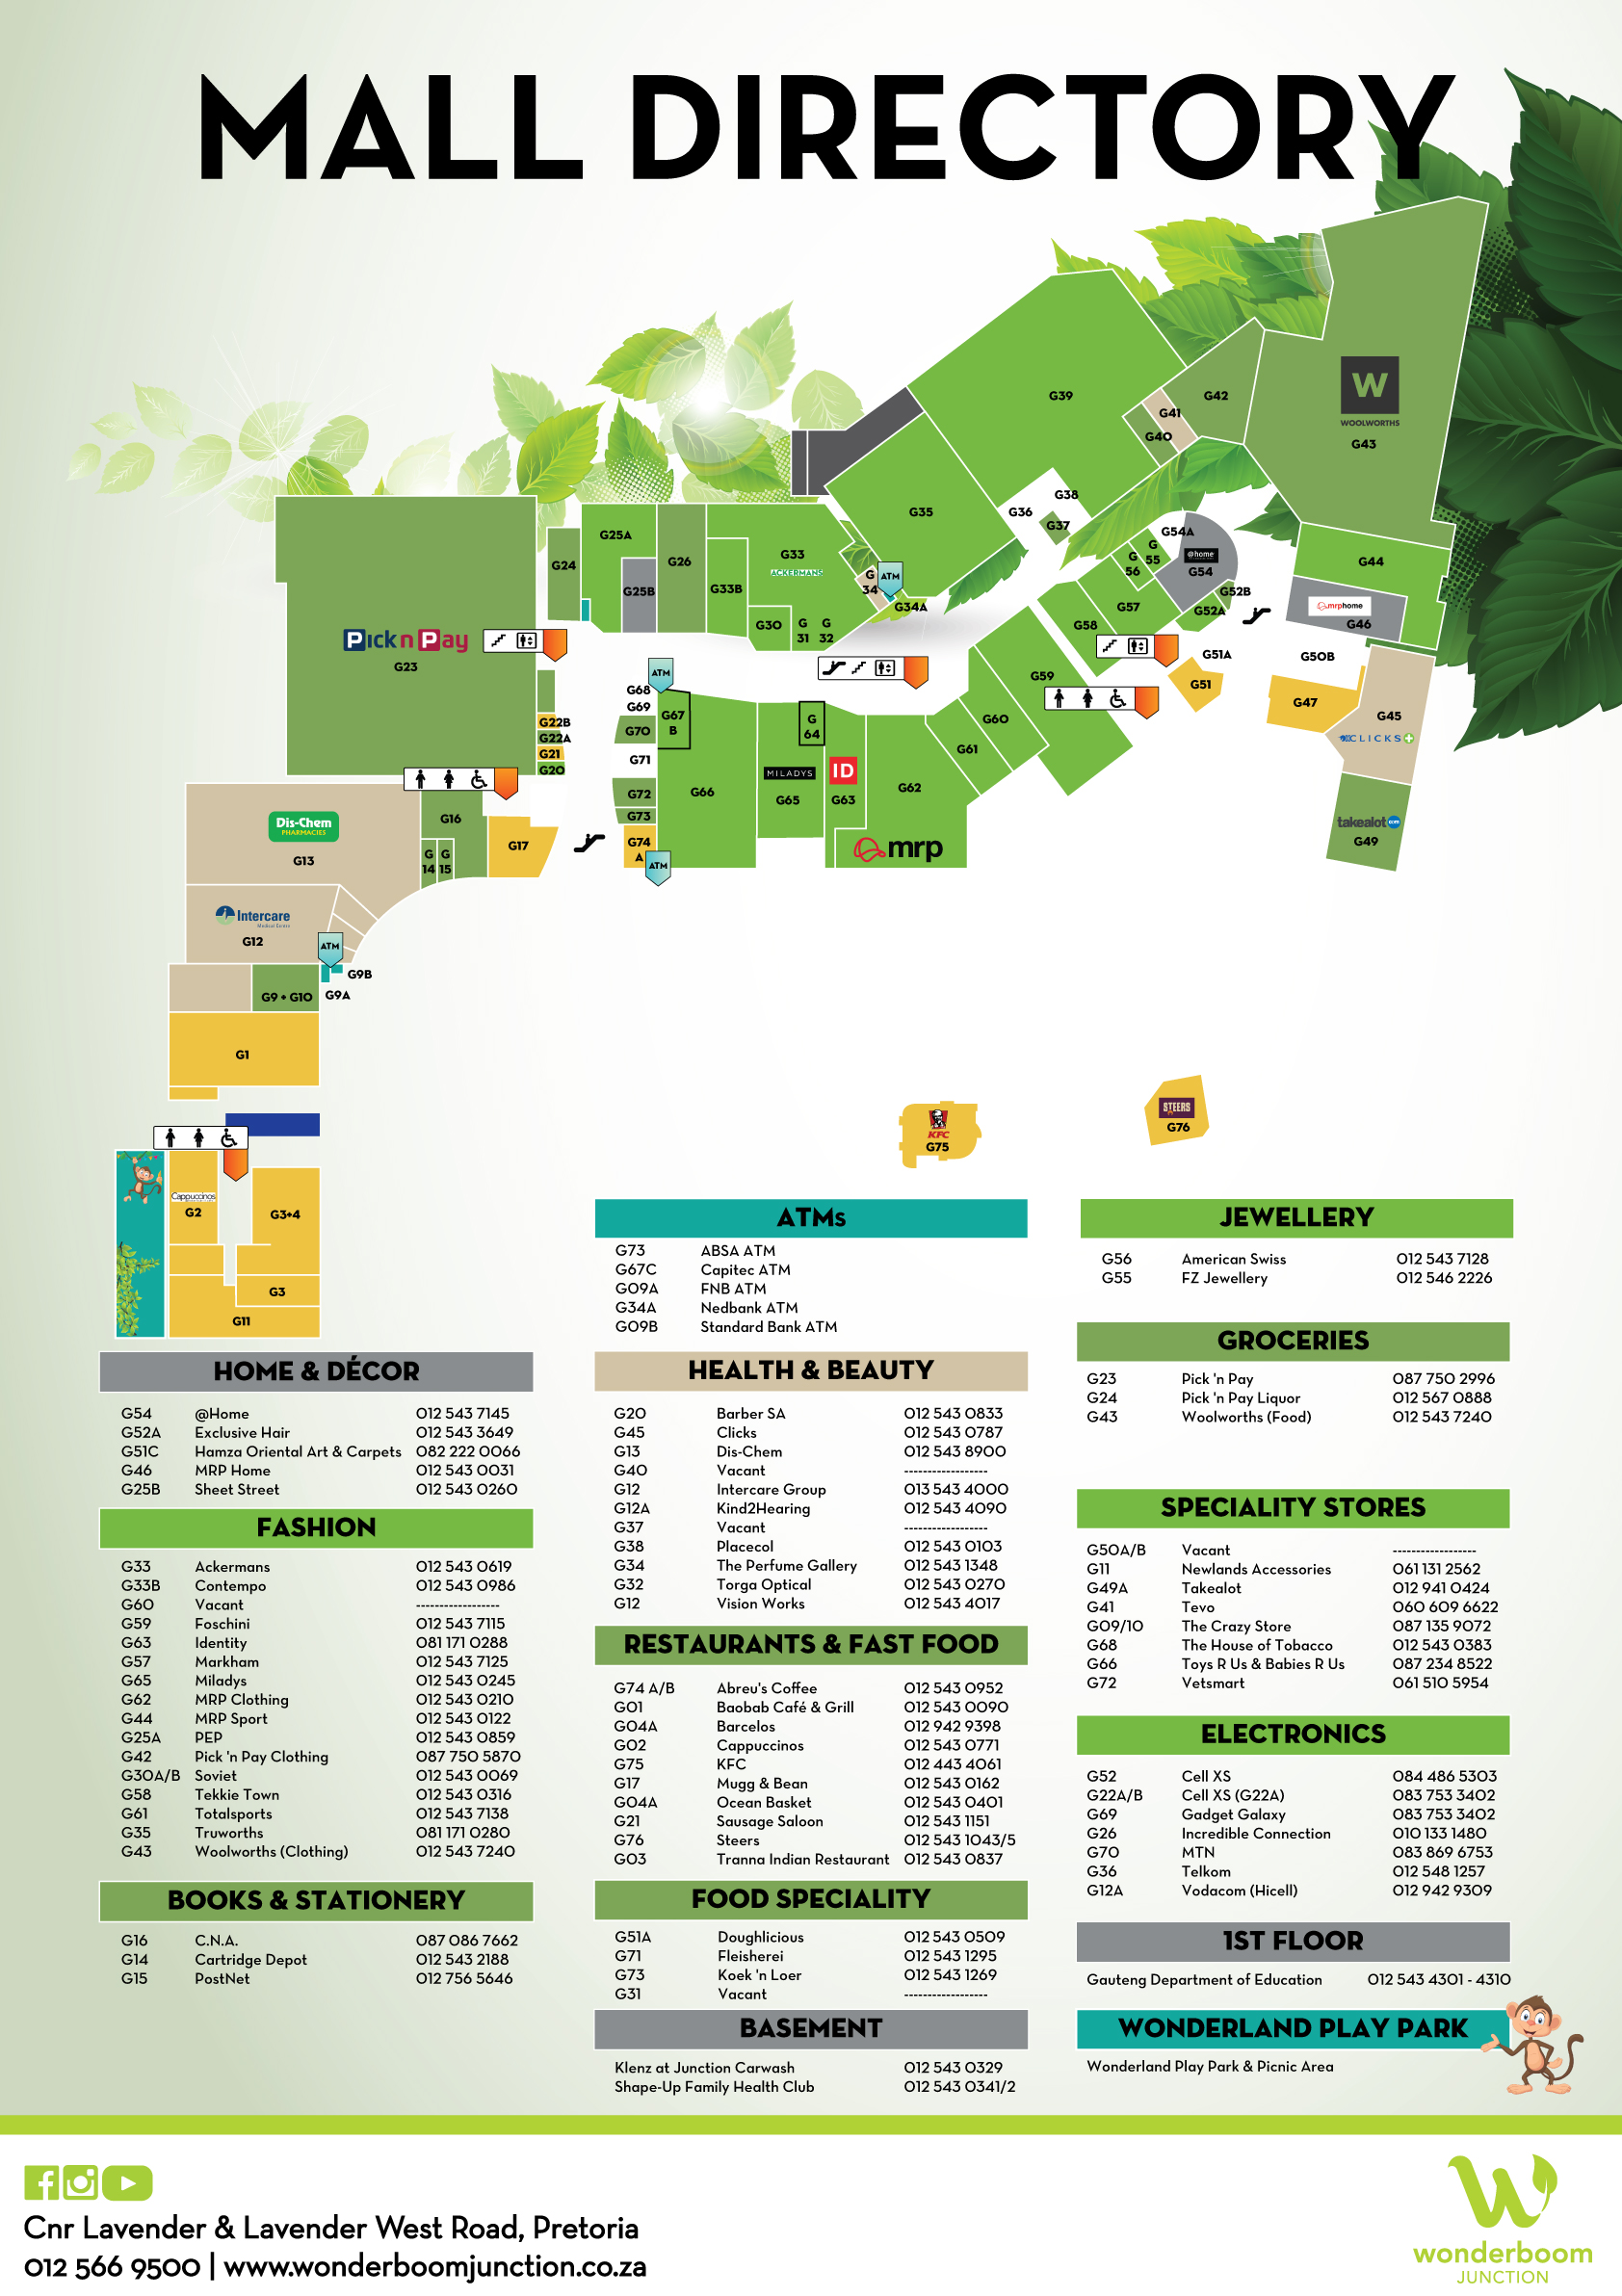 MALL DIRECTORY
G39
G41
G42
G40
W
WOOLWORTHS
G43
G38
G36
G37
G35
G54A
G
55
G
56
@home
G54
G52B
G52A
G57
G58
G44
mrphome
G46
G25A
G24
G25B
G26
G33
ACKERMANS
G33B
G30
G
31
G
32
G
34
ATM
G34A
Pick n Pay
G23
G51A
G51
G50B
G47
G45
CLICKS
takealot.com
G49
ATM
G68
G69
G67
B
G70
G71
G72
G73
G74
A
ATM
G66
G22B
G22A
G21
G20
G
64
MILADYS
G65
ID
G63
G62
mrp
G61
G60
G59
Dis-Chem
PHARMACIES
G13
G16
G
14
G
15
G17
Intercare
Medical Centre
G12
ATM
G9B
G9A
G9 + G10
G1
Cappuccinos
G2
G3+4
G3
G11
KFC
G75
STEERS
G76
ATMs
G73 ABSA ATM
G67C Capitec ATM
G09A FNB ATM
G34A Nedbank ATM
G09B Standard Bank ATM
JEWELLERY
G56 American Swiss 012 543 7128
G55 FZ Jewellery 012 546 2226
GROCERIES
G23 Pick 'n Pay 087 750 2996
G24 Pick 'n Pay Liquor 012 567 0888
G43 Woolworths (Food) 012 543 7240
HOME & DÉCOR
G54 @Home 012 543 7145
G52A Exclusive Hair 012 543 3649
G51C Hamza Oriental Art & Carpets 082 222 0066
G46 MRP Home 012 543 0031
G25B Sheet Street 012 543 0260
HEALTH & BEAUTY
G20 Barber SA 012 543 0833
G45 Clicks 012 543 0787
G13 Dis-Chem 012 543 8900
G40 Vacant ------------------
G12 Intercare Group 013 543 4000
G12A Kind2Hearing 012 543 4090
G37 Vacant ------------------
G38 Placecol 012 543 0103
G34 The Perfume Gallery 012 543 1348
G32 Torga Optical 012 543 0270
G12 Vision Works 012 543 4017
SPECIALITY STORES
G50A/B Vacant ------------------
G11 Newlands Accessories 061 131 2562
G49A Takealot 012 941 0424
G41 Tevo 060 609 6622
G09/10 The Crazy Store 087 135 9072
G68 The House of Tobacco 012 543 0383
G66 Toys R Us & Babies R Us 087 234 8522
G72 Vetsmart 061 510 5954
FASHION
G33 Ackermans 012 543 0619
G33B Contempo 012 543 0986
G60 Vacant ------------------
G59 Foschini 012 543 7115
G63 Identity 081 171 0288
G57 Markham 012 543 7125
G65 Miladys 012 543 0245
G62 MRP Clothing 012 543 0210
G44 MRP Sport 012 543 0122
G25A PEP 012 543 0859
G42 Pick 'n Pay Clothing 087 750 5870
G30A/B Soviet 012 543 0069
G58 Tekkie Town 012 543 0316
G61 Totalsports 012 543 7138
G35 Truworths 081 171 0280
G43 Woolworths (Clothing) 012 543 7240
RESTAURANTS & FAST FOOD
G74 A/B Abreu's Coffee 012 543 0952
G01 Baobab Café & Grill 012 543 0090
G04A Barcelos 012 942 9398
G02 Cappuccinos 012 543 0771
G75 KFC 012 443 4061
G17 Mugg & Bean 012 543 0162
G04A Ocean Basket 012 543 0401
G21 Sausage Saloon 012 543 1151
G76 Steers 012 543 1043/5
G03 Tranna Indian Restaurant 012 543 0837
ELECTRONICS
G52 Cell XS 084 486 5303
G22A/B Cell XS (G22A) 083 753 3402
G69 Gadget Galaxy 083 753 3402
G26 Incredible Connection 010 133 1480
G70 MTN 083 869 6753
G36 Telkom 012 548 1257
G12A Vodacom (Hicell) 012 942 9309
BOOKS & STATIONERY
G16 C.N.A. 087 086 7662
G14 Cartridge Depot 012 543 2188
G15 PostNet 012 756 5646
FOOD SPECIALITY
G51A Doughlicious 012 543 0509
G71 Fleisherei 012 543 1295
G73 Koek 'n Loer 012 543 1269
G31 Vacant ------------------
1ST FLOOR
Gauteng Department of Education 012 543 4301 - 4310
BASEMENT
Klenz at Junction Carwash 012 543 0329
Shape-Up Family Health Club 012 543 0341/2
WONDERLAND PLAY PARK
Wonderland Play Park & Picnic Area
Cnr Lavender & Lavender West Road, Pretoria
012 566 9500 | www.wonderboomjunction.co.za
wonderboom
JUNCTION